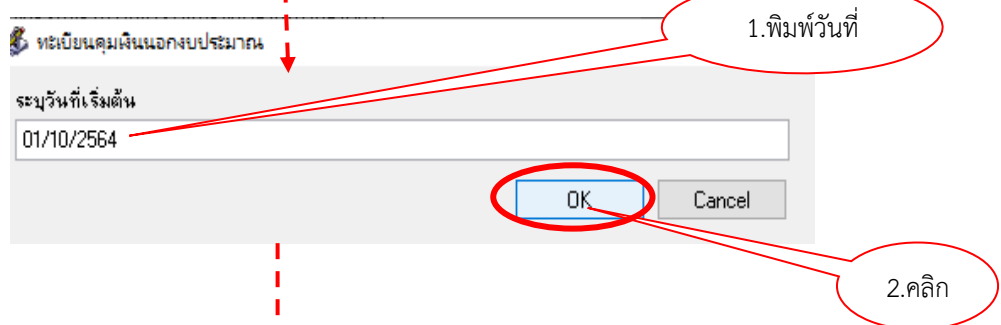 1.พิมพ์วันที่
ทะเบียนคุมเงินนอกงบประมาณ
ระบุวันที่เริ่มต้น
01/10/2564
OK
Cancel
2.คลิก